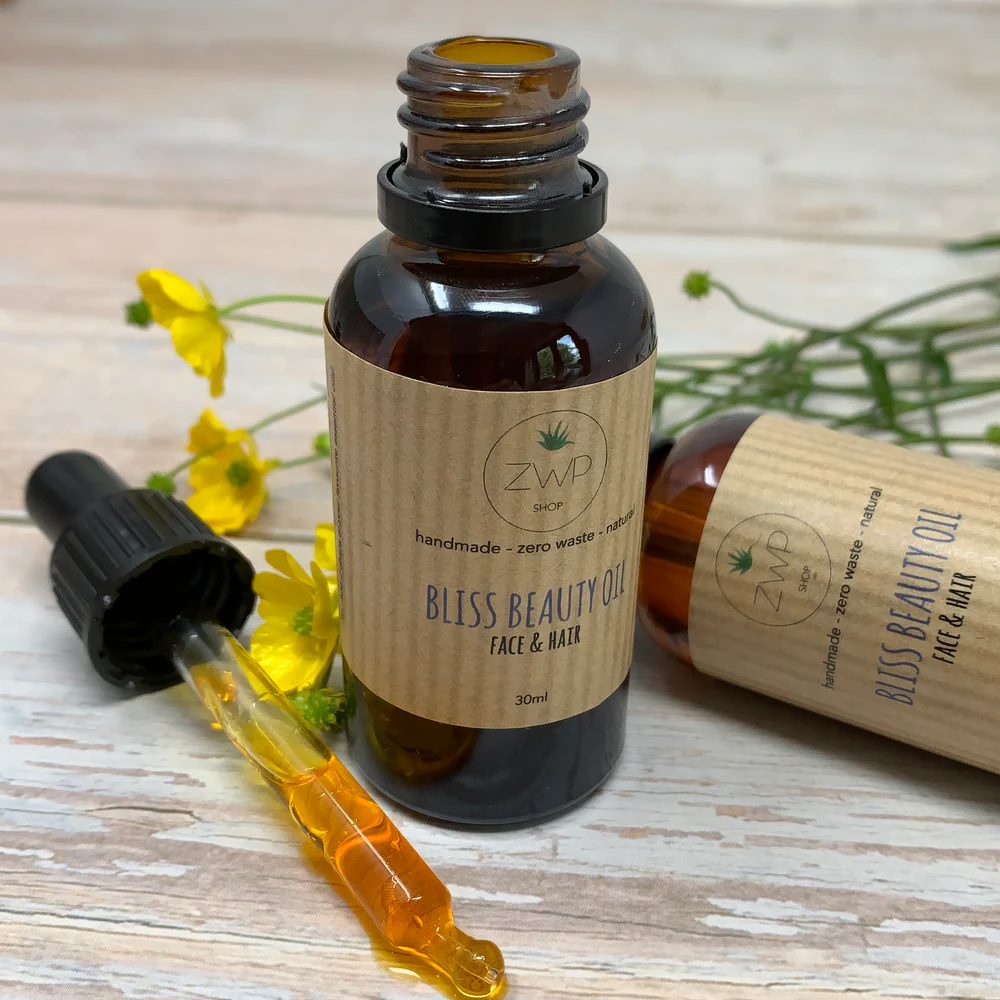 ZWP
SHOP
handmade - zero waste - natural
BLISS BEAUTY OIL
FACE & HAIR
30ml
ZWP
SHOP
handmade - zero waste - natural
BLISS BEAUTY OIL
FACE & HAIR